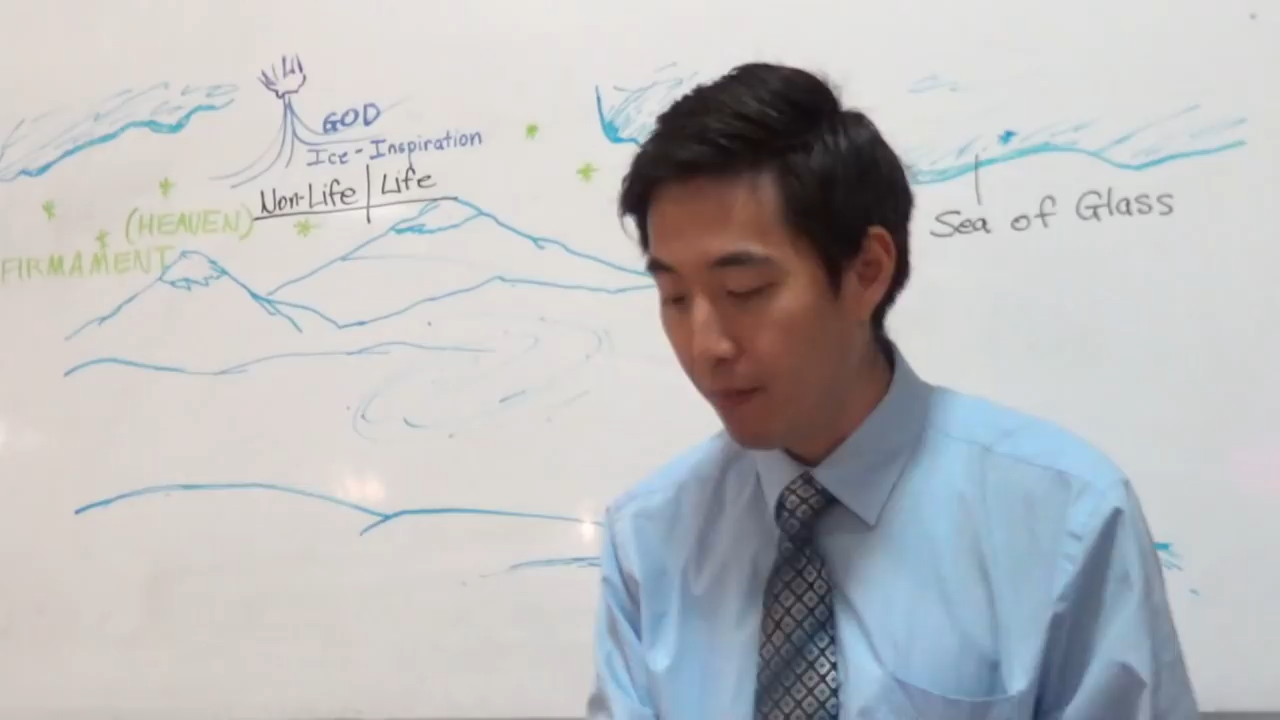 GOD
Ice-Inspiration
Non-Life | Life
(HEAVEN)
FIRMAMENT
Sea of Glass